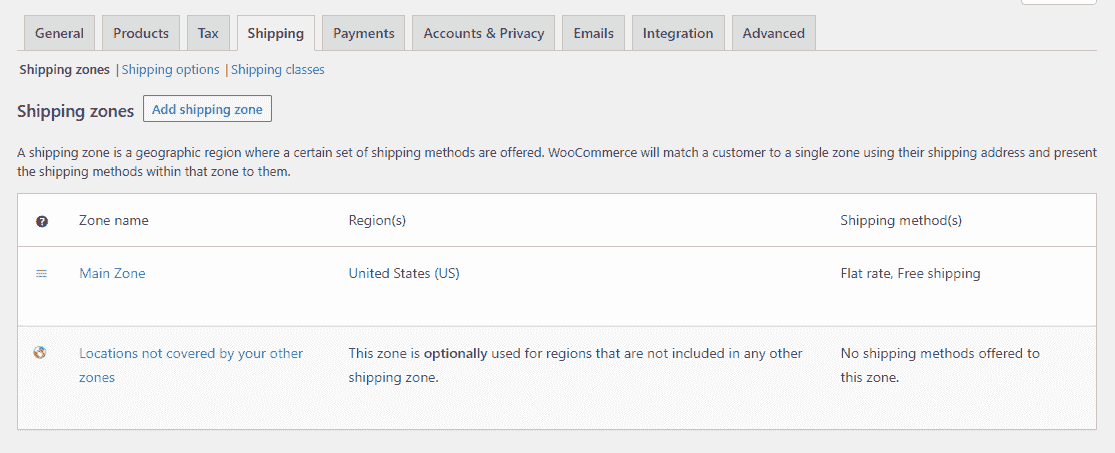 General Products Tax Shipping Payments Accounts & Privacy Emails Integration Advanced
Shipping zones | Shipping options | Shipping classes
Shipping zones Add shipping zone
A shipping zone is a geographic region where a certain set of shipping methods are offered. WooCommerce will match a customer to a single zone using their shipping address and present
the shipping methods within that zone to them.
? Zone name Region(s) Shipping method(s)
Main Zone United States (US) Flat rate, Free shipping
Locations not covered by your other This zone is optionally used for regions that are not included in any other No shipping methods offered to
zones shipping zone. this zone.